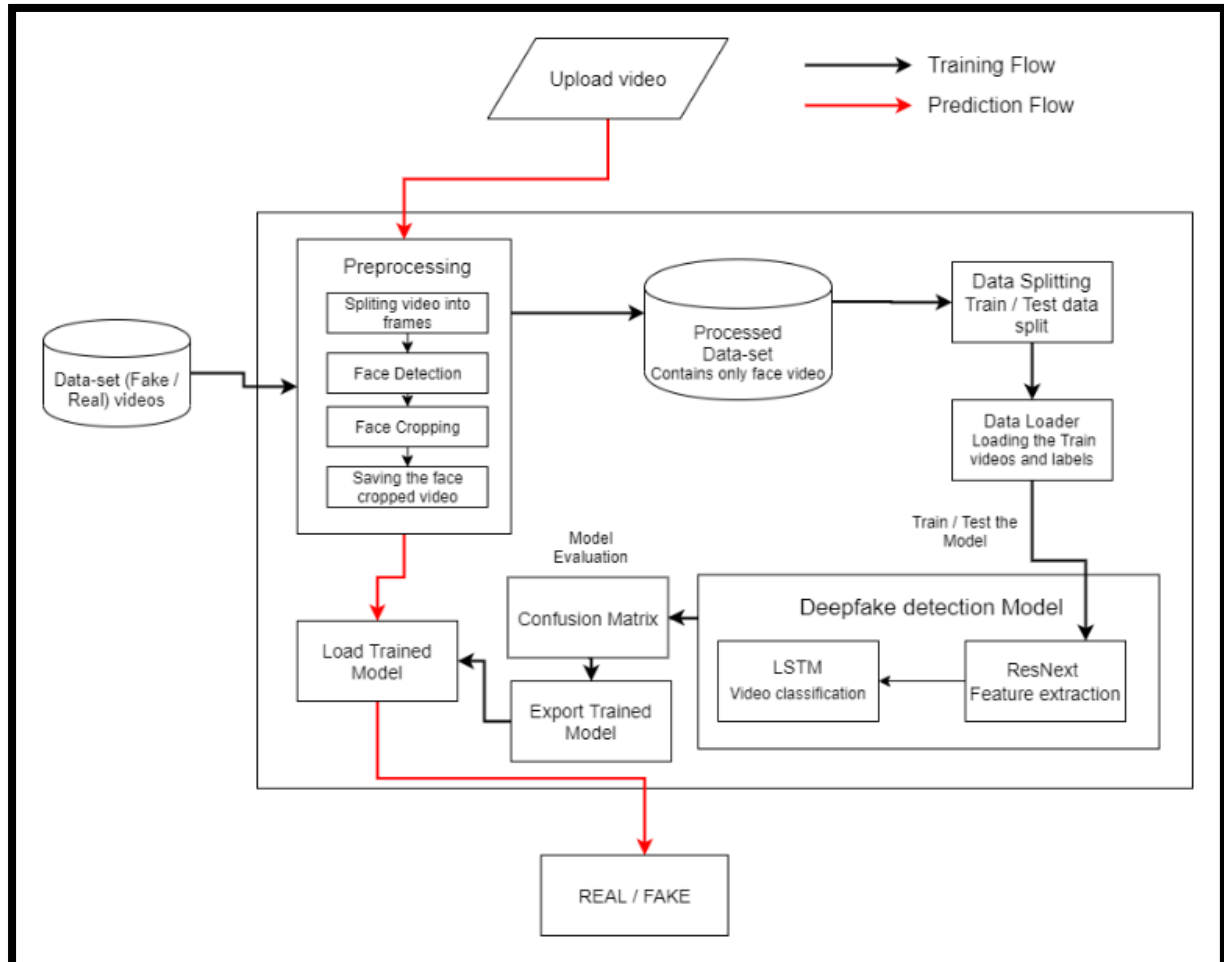 Upload video
Training Flow
Prediction Flow
Preprocessing
Spliting video into
frames
Face Detection
Face Cropping
Saving the face
cropped video
Data-set (Fake /
Real) videos
Processed
Data-set
Contains only face video
Data Splitting
Train / Test data
split
Data Loader
Loading the Train
videos and labels
Train / Test the
Model
Model
Evaluation
Confusion Matrix
Export Trained
Model
Load Trained
Model
Deepfake detection Model
LSTM
Video classification
ResNext
Feature extraction
REAL / FAKE